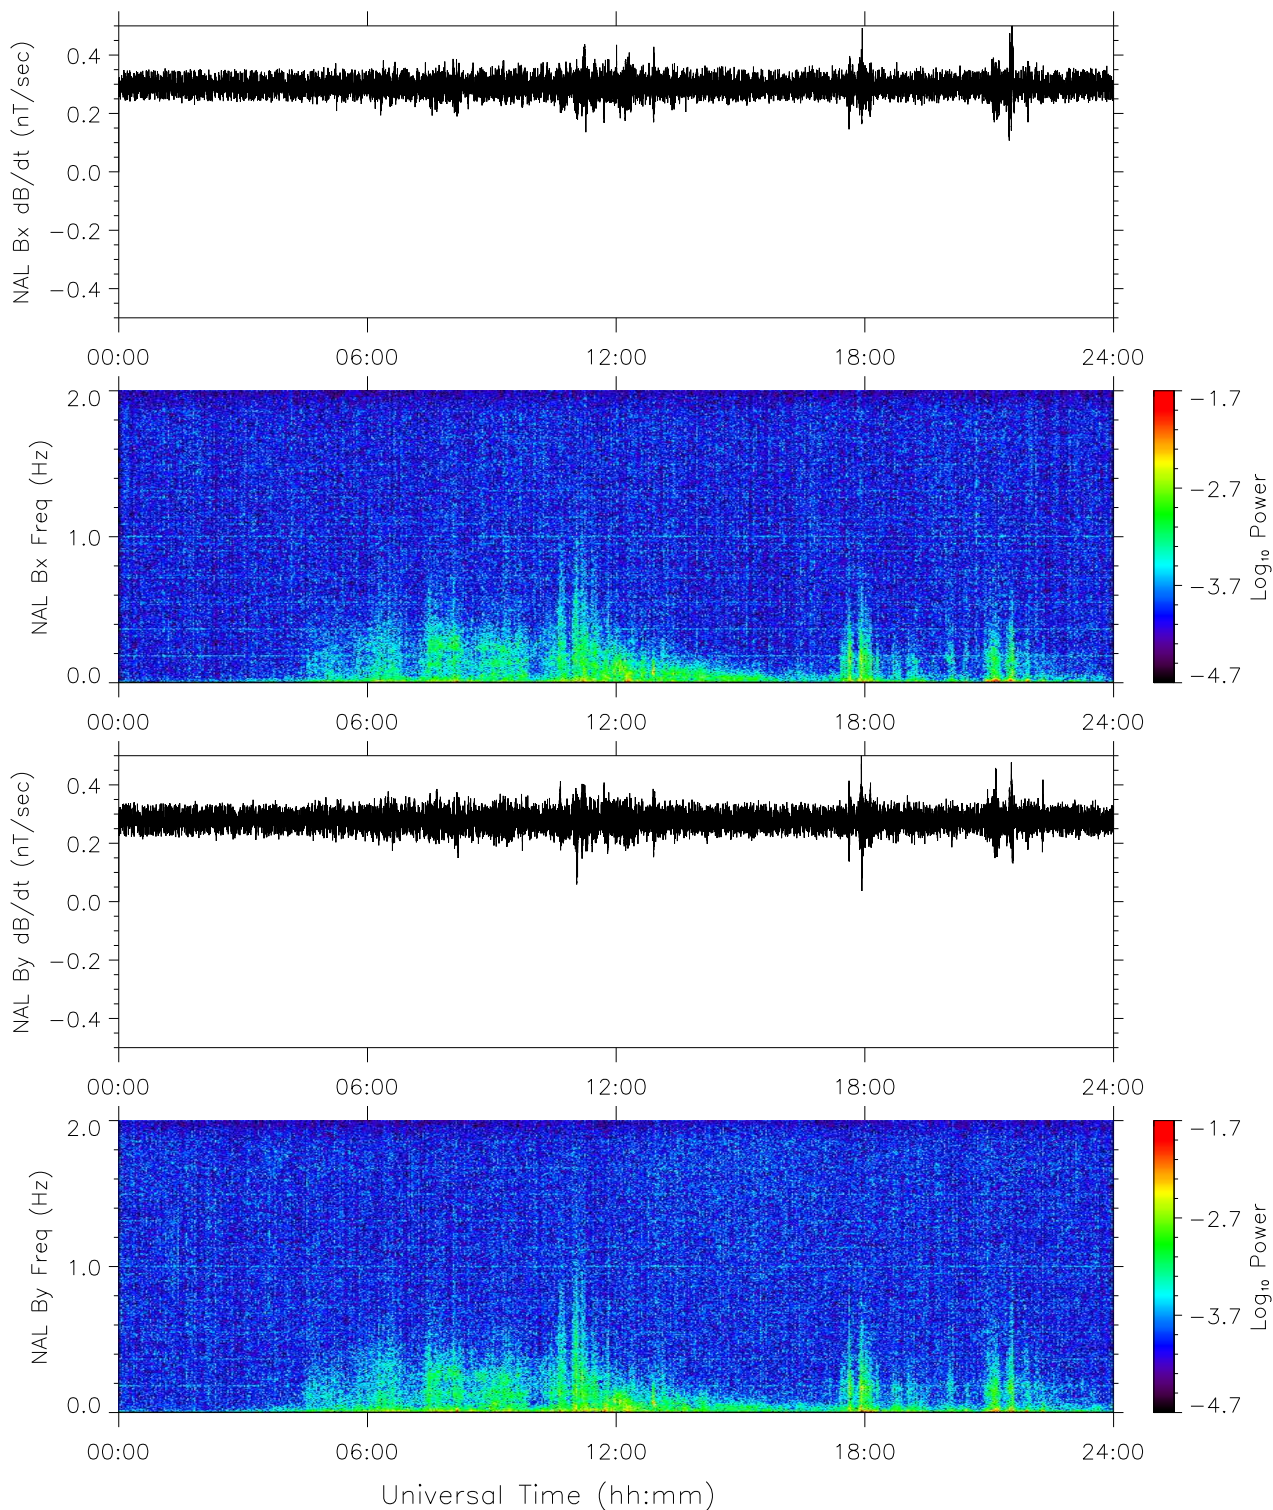 NAL Bx dB/dt (nT/sec)
0.4
0.2
0.0
−0.2
−0.4
00:00 06:00 12:00 18:00 24:00
NAL Bx Freq (Hz)
2.0
1.0
0.0
−1.7
−2.7
−3.7
−4.7
Log₁₀ Power
00:00 06:00 12:00 18:00 24:00
NAL By dB/dt (nT/sec)
0.4
0.2
0.0
−0.2
−0.4
00:00 06:00 12:00 18:00 24:00
NAL By Freq (Hz)
2.0
1.0
0.0
−1.7
−2.7
−3.7
−4.7
Log₁₀ Power
00:00 06:00 12:00 18:00 24:00
Universal Time (hh:mm)